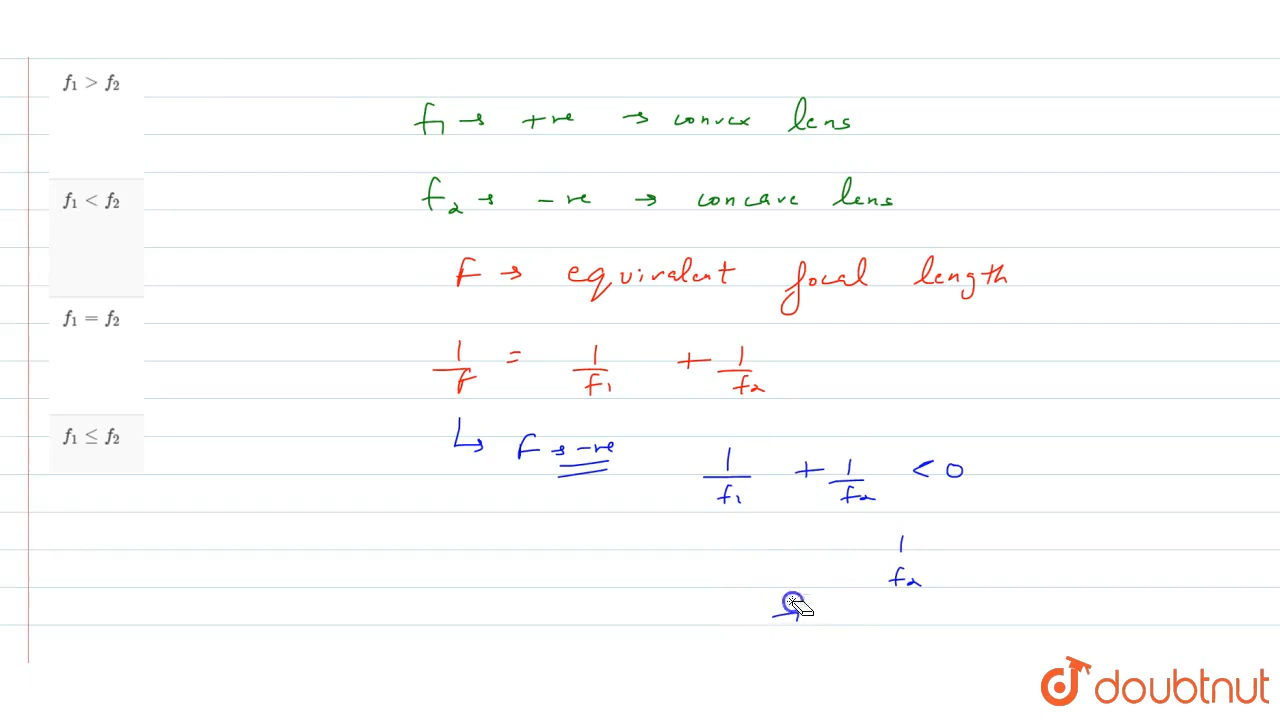 f₁ > f₂
f₁ < f₂
f₁ = f₂
f₁ ≤ f₂
f₁ → +ve → convex lens
f₂ → -ve → concave lens
F → equivalent focal length
1/F = 1/f₁ + 1/f₂
↳ F → -ve 1/f₁ + 1/f₂ < 0
1
f₂
doubtnut